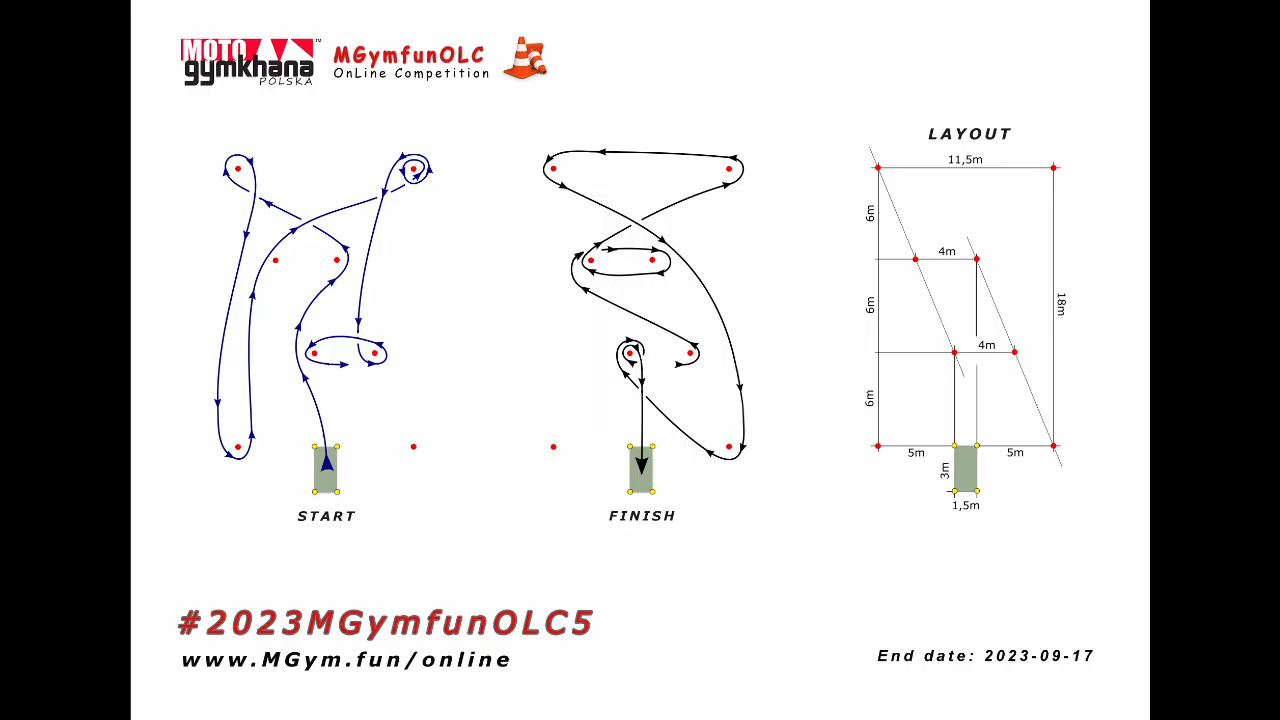 MOTO
gymkhana
POLSKA
TM
MGymfunOLC
OnLine Competition
LAYOUT
11,5m
6m
4m
6m
18m
4m
6m
5m
5m
3m
1,5m
START
FINISH
#2023MGymfunOLC5
www.MGym.fun/online
End date: 2023-09-17